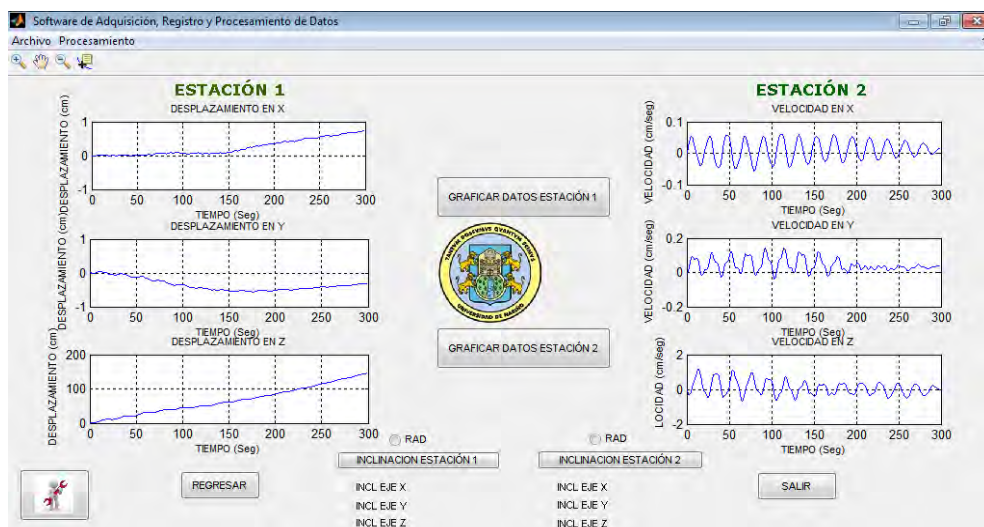 Software de Adquisición, Registro y Procesamiento de Datos
Archivo Procesamiento
ESTACIÓN 1
DESPLAZAMIENTO EN X
DESPLAZAMIENTO (cm)
1
0
-1
0 50 100 150 200 250 300
TIEMPO (Seg)
DESPLAZAMIENTO EN Y
DESPLAZAMIENTO (cm)
1
0
-1
0 50 100 150 200 250 300
TIEMPO (Seg)
DESPLAZAMIENTO EN Z
DESPLAZAMIENTO (cm)
200
100
0
0 50 100 150 200 250 300
TIEMPO (Seg)
GRAFICAR DATOS ESTACIÓN 1
TANTVM POSSVMVS QVANTVM SCIMVS
UNIVERSIDAD DE NARIÑO
GRAFICAR DATOS ESTACIÓN 2
ESTACIÓN 2
VELOCIDAD EN X
VELOCIDAD (cm/seg)
0.1
0
-0.1
0 50 100 150 200 250 300
TIEMPO (Seg)
VELOCIDAD EN Y
VELOCIDAD (cm/seg)
0.2
0
-0.2
0 50 100 150 200 250 300
TIEMPO (Seg)
VELOCIDAD EN Z
LOCIDAD (cm/seg)
2
0
-2
0 50 100 150 200 250 300
TIEMPO (Seg)
RAD
RAD
INCLINACION ESTACIÓN 1
INCLINACION ESTACIÓN 2
REGRESAR
SALIR
INCL EJE X
INCL EJE Y
INCL EJE Z
INCL EJE X
INCL EJE Y
INCL EJE Z